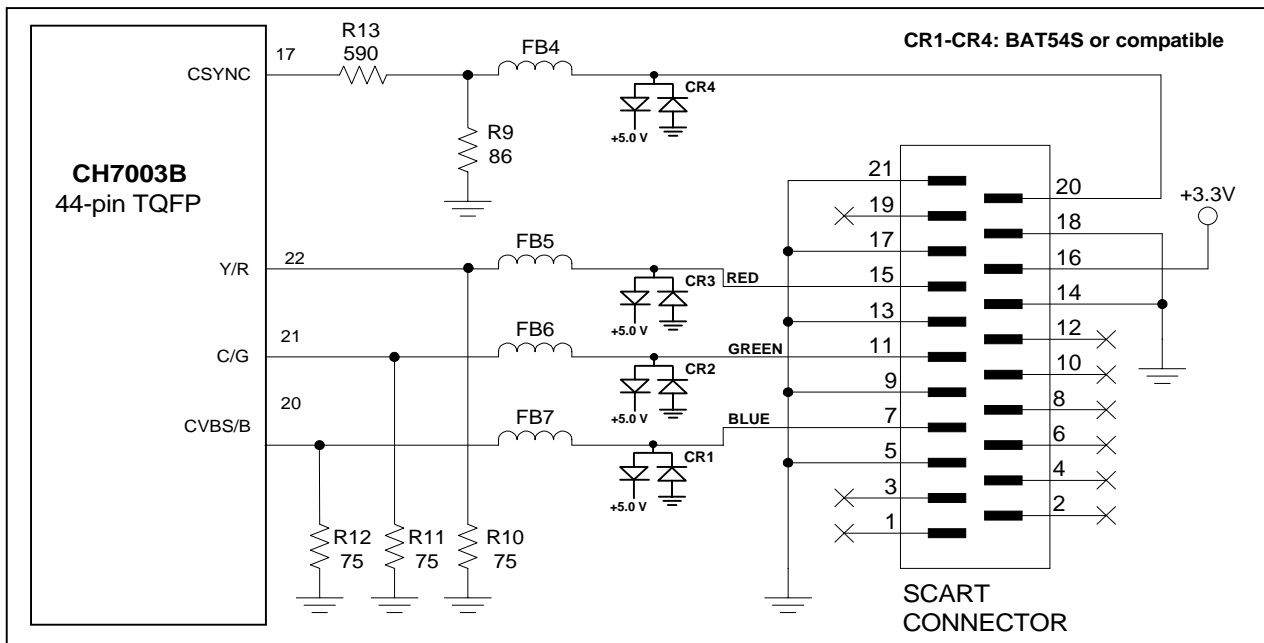 CR1-CR4: BAT54S or compatible
R13
590
17
CSYNC
FB4
CR4
+5.0 V
R9
86
CH7003B
44-pin TQFP
21
20
19
18
17
16
15
14
13
12
11
10
9
8
7
6
5
4
3
2
1
+3.3V
Y/R
22
FB5
CR3
RED
+5.0 V
C/G
21
FB6
GREEN
CR2
+5.0 V
CVBS/B
20
FB7
BLUE
CR1
+5.0 V
R12
75
R11
75
R10
75
SCART
CONNECTOR